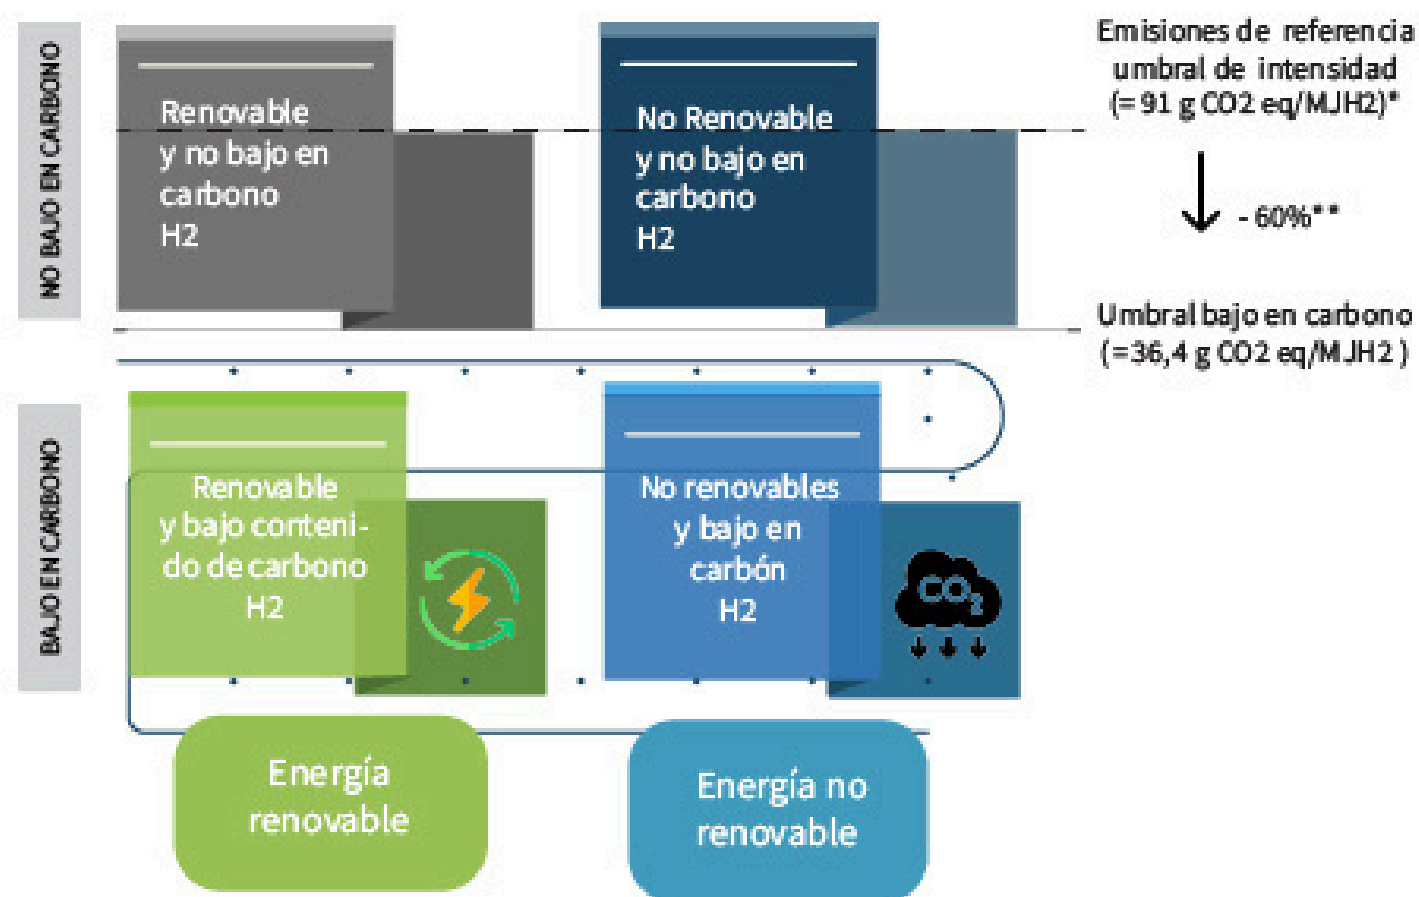 NO BAJO EN CARBONO
Renovable
y no bajo en
carbono
H2
No Renovable
y no bajo en
carbono
H2
Emisiones de referencia
umbral de intensidad
(= 91 g CO2 eq/MJH2)*
- 60%**
Umbral bajo en carbono
(=36,4 g CO2 eq/MJH2 )
BAJO EN CARBONO
Renovable
y bajo conteni-
do de carbono
H2
No renovables
y bajo en
carbón
H2
CO2
Energía
renovable
Energía no
renovable